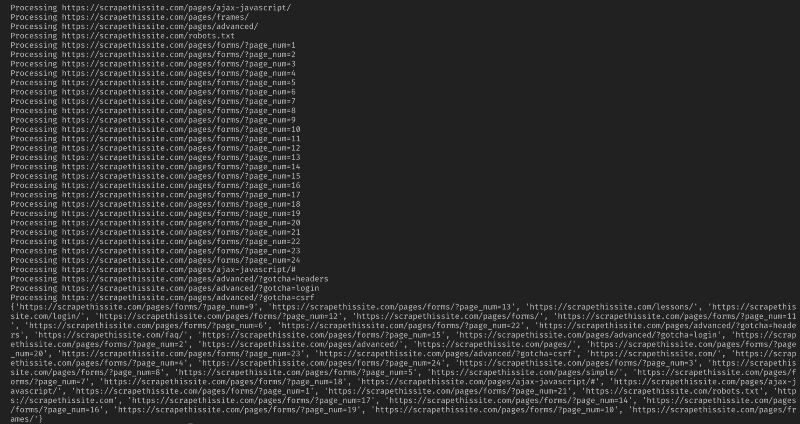 Processing https://scrapethissite.com/pages/ajax-javascript/
Processing https://scrapethissite.com/pages/frames/
Processing https://scrapethissite.com/pages/advanced/
Processing https://scrapethissite.com/robots.txt
Processing https://scrapethissite.com/pages/forms/?page_num=1
Processing https://scrapethissite.com/pages/forms/?page_num=2
Processing https://scrapethissite.com/pages/forms/?page_num=3
Processing https://scrapethissite.com/pages/forms/?page_num=4
Processing https://scrapethissite.com/pages/forms/?page_num=5
Processing https://scrapethissite.com/pages/forms/?page_num=6
Processing https://scrapethissite.com/pages/forms/?page_num=7
Processing https://scrapethissite.com/pages/forms/?page_num=8
Processing https://scrapethissite.com/pages/forms/?page_num=9
Processing https://scrapethissite.com/pages/forms/?page_num=10
Processing https://scrapethissite.com/pages/forms/?page_num=11
Processing https://scrapethissite.com/pages/forms/?page_num=12
Processing https://scrapethissite.com/pages/forms/?page_num=13
Processing https://scrapethissite.com/pages/forms/?page_num=14
Processing https://scrapethissite.com/pages/forms/?page_num=15
Processing https://scrapethissite.com/pages/forms/?page_num=16
Processing https://scrapethissite.com/pages/forms/?page_num=17
Processing https://scrapethissite.com/pages/forms/?page_num=18
Processing https://scrapethissite.com/pages/forms/?page_num=19
Processing https://scrapethissite.com/pages/forms/?page_num=20
Processing https://scrapethissite.com/pages/forms/?page_num=21
Processing https://scrapethissite.com/pages/forms/?page_num=22
Processing https://scrapethissite.com/pages/forms/?page_num=23
Processing https://scrapethissite.com/pages/forms/?page_num=24
Processing https://scrapethissite.com/pages/ajax-javascript/#
Processing https://scrapethissite.com/pages/advanced/?gotcha=headers
Processing https://scrapethissite.com/pages/advanced/?gotcha=login
Processing https://scrapethissite.com/pages/advanced/?gotcha=csrf
{'https://scrapethissite.com/pages/forms/?page_num=9', 'https://scrapethissite.com/pages/forms/?page_num=13', 'https://scrapethissite.com/lessons/', 'https://scrapethis
site.com/login/', 'https://scrapethissite.com/pages/forms/?page_num=12', 'https://scrapethissite.com/pages/forms/', 'https://scrapethissite.com/pages/forms/?page_num=11
', 'https://scrapethissite.com/pages/forms/?page_num=6', 'https://scrapethissite.com/pages/forms/?page_num=22', 'https://scrapethissite.com/pages/advanced/?gotcha=heade
rs', 'https://scrapethissite.com/faq/', 'https://scrapethissite.com/pages/forms/?page_num=15', 'https://scrapethissite.com/pages/advanced/?gotcha=login', 'https://scrap
ethissite.com/pages/forms/?page_num=2', 'https://scrapethissite.com/pages/advanced/', 'https://scrapethissite.com/pages/', 'https://scrapethissite.com/pages/forms/?page
_num=20', 'https://scrapethissite.com/pages/forms/?page_num=23', 'https://scrapethissite.com/pages/advanced/?gotcha=csrf', 'https://scrapethissite.com/', 'https://scrap
ethissite.com/pages/forms/?page_num=4', 'https://scrapethissite.com/pages/forms/?page_num=24', 'https://scrapethissite.com/pages/forms/?page_num=3', 'https://scrapethis
site.com/pages/forms/?page_num=8', 'https://scrapethissite.com/pages/forms/?page_num=5', 'https://scrapethissite.com/pages/simple/', 'https://scrapethissite.com/pages/fo
rms/?page_num=7', 'https://scrapethissite.com/pages/forms/?page_num=18', 'https://scrapethissite.com/pages/ajax-javascript/#', 'https://scrapethissite.com/pages/ajax-j
avascript/', 'https://scrapethissite.com/pages/forms/?page_num=1', 'https://scrapethissite.com/pages/forms/?page_num=21', 'https://scrapethissite.com/robots.txt', 'http
s://scrapethissite.com', 'https://scrapethissite.com/pages/forms/?page_num=17', 'https://scrapethissite.com/pages/forms/?page_num=14', 'https://scrapethissite.com/pages
/forms/?page_num=16', 'https://scrapethissite.com/pages/forms/?page_num=19', 'https://scrapethissite.com/pages/forms/?page_num=10', 'https://scrapethissite.com/pages/fr
ames/'}